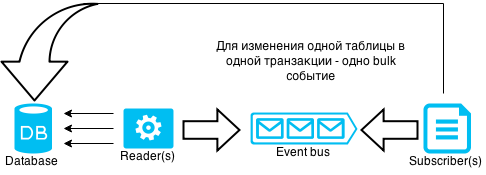 Для изменения одной таблицы в
одной транзакции - одно bulk
событие
DB
Database
Reader(s)
Event bus
Subscriber(s)